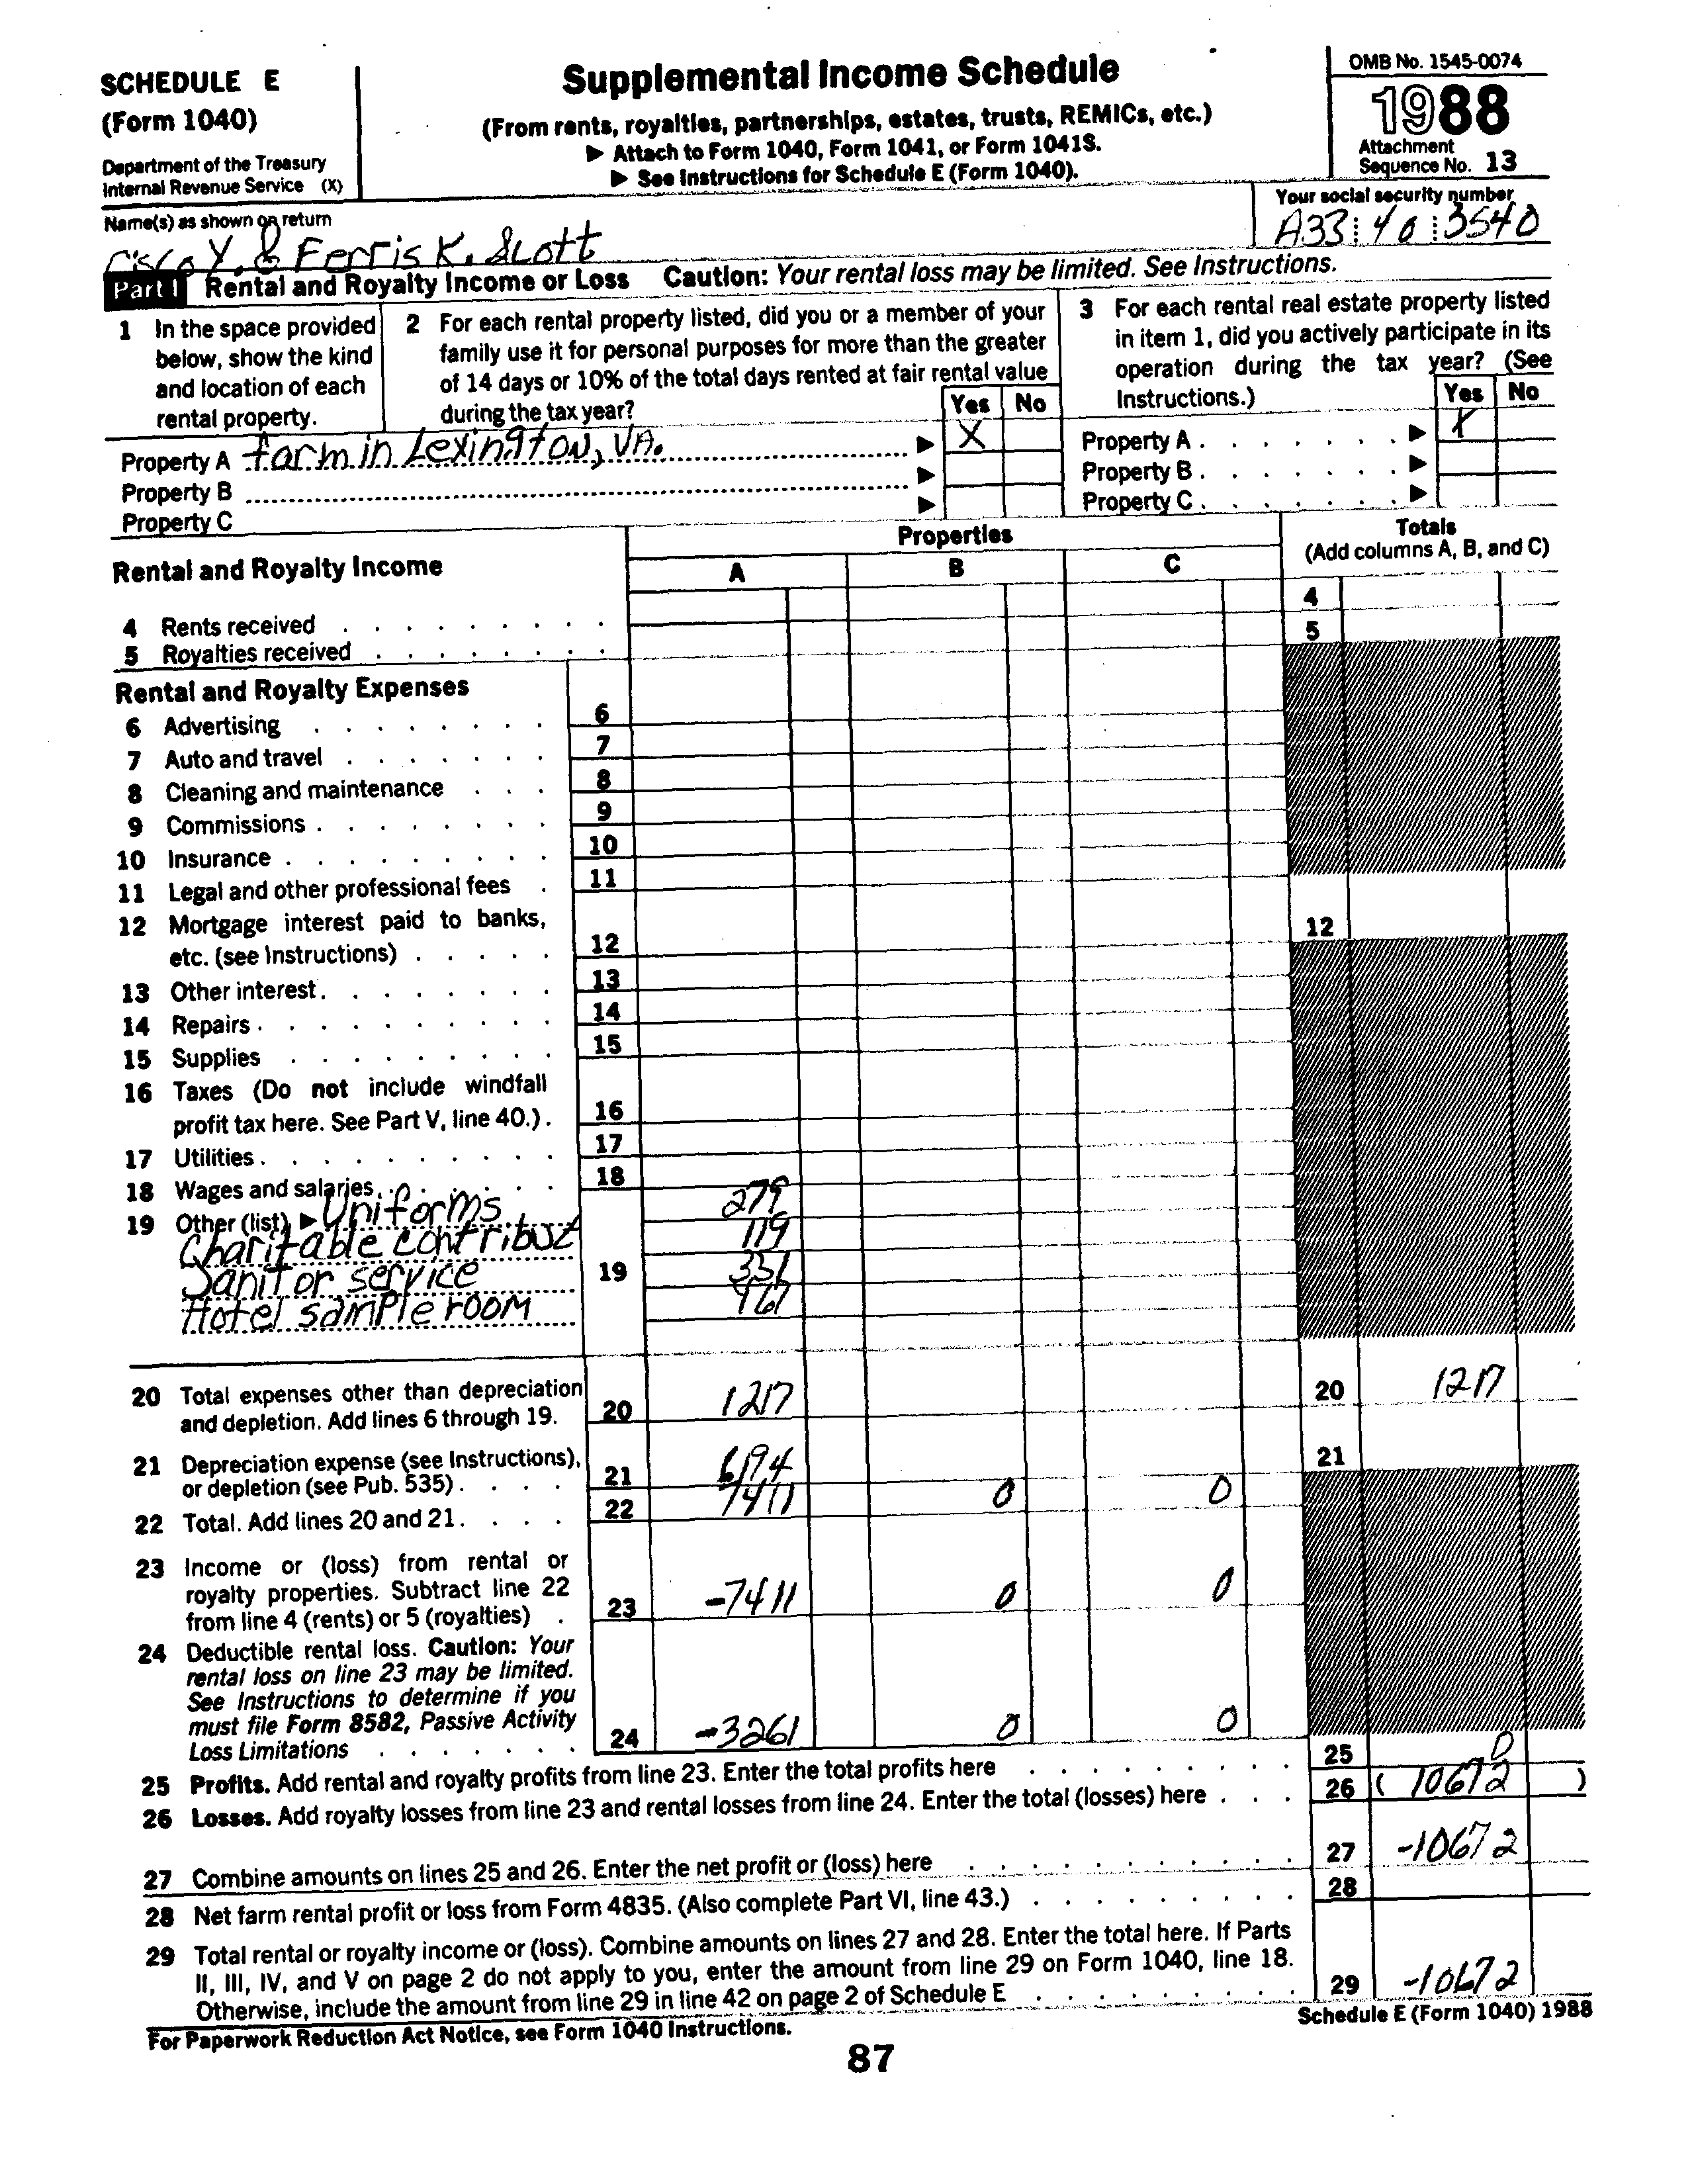 SCHEDULE E
(Form 1040)
Department of the Treasury
Internal Revenue Service (X)
Supplemental Income Schedule
(From rents, royalties, partnerships, estates, trusts, REMICs, etc.)
▶ Attach to Form 1040, Form 1041, or Form 1041S.
▶ See Instructions for Schedule E (Form 1040).
OMB No. 1545-0074
1988
Attachment
Sequence No. 13
Name(s) as shown on return
Y. & Ferris K. Scott
Your social security number
A33 40 3540
Part I Rental and Royalty Income or Loss Caution: Your rental loss may be limited. See Instructions.
1 In the space provided
below, show the kind
and location of each
rental property.
2 For each rental property listed, did you or a member of your
family use it for personal purposes for more than the greater
of 14 days or 10% of the total days rented at fair rental value
during the tax year?
Yes No
3 For each rental real estate property listed
in item 1, did you actively participate in its
operation during the tax year? (See
Instructions.)
Yes No
Property A farm in Lexington, VA. ▶ X
Property B ▶
Property C ▶
Property A . . . . . . . ▶ X
Property B . . . . . . . ▶
Property C . . . . . . . ▶
Rental and Royalty Income
Properties
A B C
Totals
(Add columns A, B, and C)
4 Rents received . . . . . . . . . 4
5 Royalties received . . . . . . . . 5
Rental and Royalty Expenses
6 Advertising . . . . . . . 6
7 Auto and travel . . . . . . . 7
8 Cleaning and maintenance . . . 8
9 Commissions . . . . . . . . 9
10 Insurance . . . . . . . . . 10
11 Legal and other professional fees . 11
12 Mortgage interest paid to banks,
etc. (see Instructions) . . . . . 12 12
13 Other interest . . . . . . . . 13
14 Repairs . . . . . . . . . . 14
15 Supplies . . . . . . . . . 15
16 Taxes (Do not include windfall
profit tax here. See Part V, line 40.) . 16
17 Utilities . . . . . . . . . . 17
18 Wages and salaries . . . . . . 18
19 Other (list) ▶ Uniforms 279
Charitable contribut 119
Janitor service 19 351
Hotel sample room 467
20 Total expenses other than depreciation
and depletion. Add lines 6 through 19. 20 1217 20 1217
21 Depreciation expense (see Instructions),
or depletion (see Pub. 535) . . . . 21 6194 21
22 Total. Add lines 20 and 21 . . . . 22 7411 0 0
23 Income or (loss) from rental or
royalty properties. Subtract line 22
from line 4 (rents) or 5 (royalties) . 23 -7411 0 0
24 Deductible rental loss. Caution: Your
rental loss on line 23 may be limited.
See Instructions to determine if you
must file Form 8582, Passive Activity
Loss Limitations . . . . . . . 24 -3261 0 0
25 Profits. Add rental and royalty profits from line 23. Enter the total profits here . . . . . . . . . 25 0
26 Losses. Add royalty losses from line 23 and rental losses from line 24. Enter the total (losses) here . . . 26 ( 10672 )
27 Combine amounts on lines 25 and 26. Enter the net profit or (loss) here . . . . . . . . . . . 27 -10672
28 Net farm rental profit or loss from Form 4835. (Also complete Part VI, line 43.) . . . . . . . . . 28
29 Total rental or royalty income or (loss). Combine amounts on lines 27 and 28. Enter the total here. If Parts
II, III, IV, and V on page 2 do not apply to you, enter the amount from line 29 on Form 1040, line 18.
Otherwise, include the amount from line 29 in line 42 on page 2 of Schedule E . . . . . . . . . 29 -10672
For Paperwork Reduction Act Notice, see Form 1040 Instructions.
Schedule E (Form 1040) 1988
87